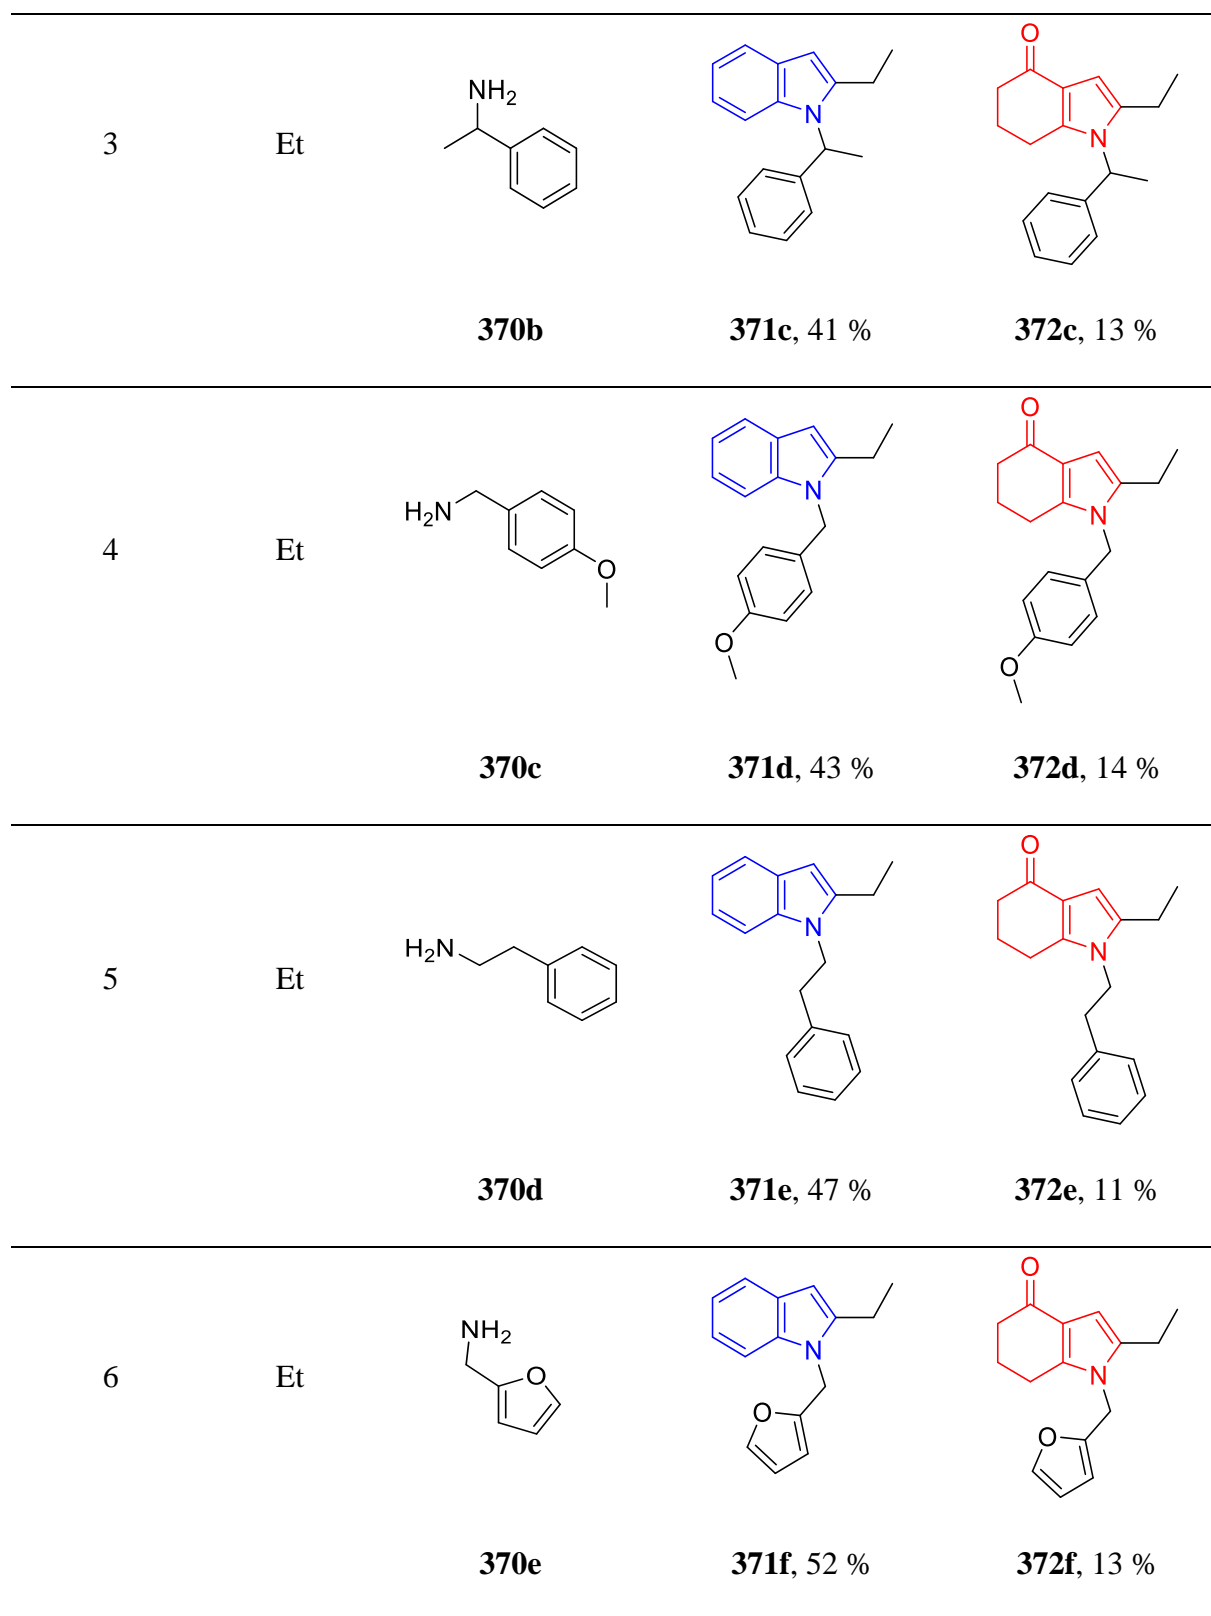 O
NH2
N
3 Et
N
370b 371c, 41 % 372c, 13 %
O
H2N
N
N
4 Et
O
O
O
370c 371d, 43 % 372d, 14 %
O
H2N
N
N
5 Et
370d 371e, 47 % 372e, 11 %
O
NH2
N
O
N
6 Et
O
O
370e 371f, 52 % 372f, 13 %